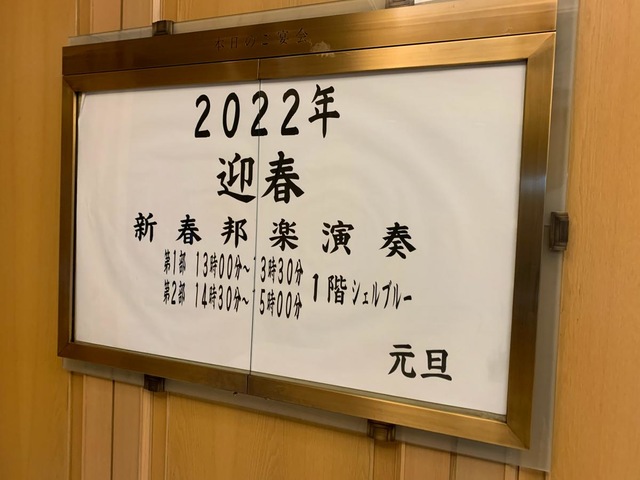 本日のご宴会
2022年
迎春
新春邦楽演奏
第1部 13時00分~13時30分
第2部 14時30分~15時00分
1階 シェルブルー
元旦